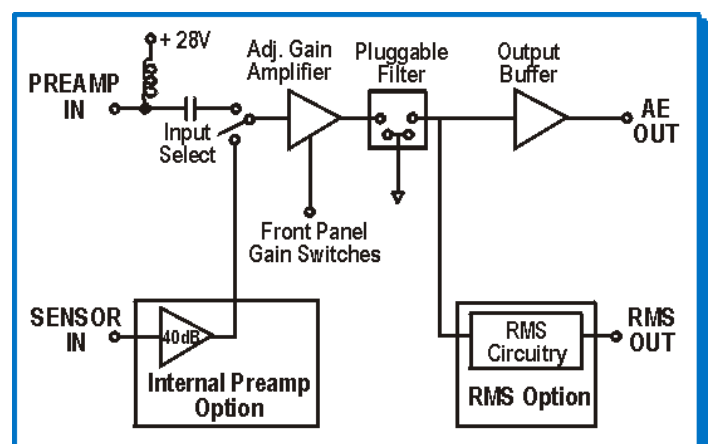 + 28V
PREAMP
IN
Input
Select
Adj. Gain
Amplifier
Pluggable
Filter
Output
Buffer
AE
OUT
Front Panel
Gain Switches
SENSOR
IN
40dB
Internal Preamp
Option
RMS
Circuitry
RMS Option
RMS
OUT